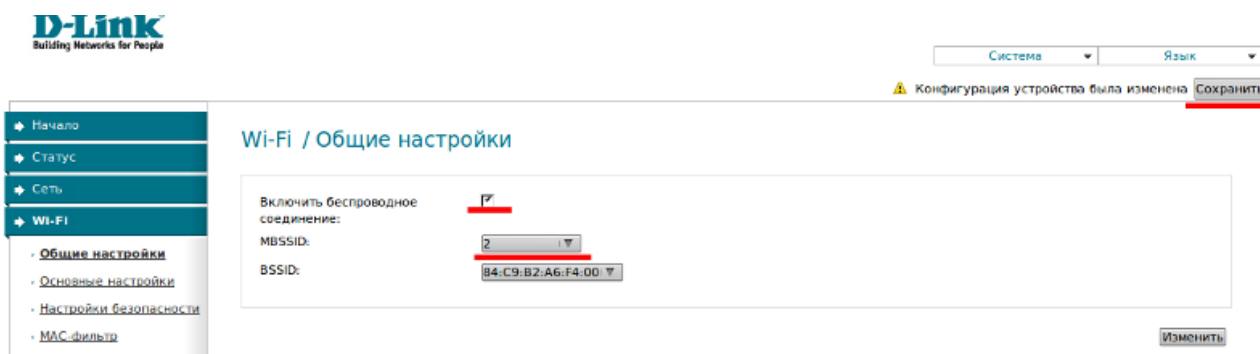 D-Link
Building Networks for People
Система
Язык
Конфигурация устройства была изменена
Сохранить
Начало
Статус
Сеть
Wi-Fi
Общие настройки
Основные настройки
Настройки безопасности
MAC-фильтр
Wi-Fi / Общие настройки
Включить беспроводное
соединение:
MBSSID:
2
BSSID:
84:C9:B2:A6:F4:00
Изменить